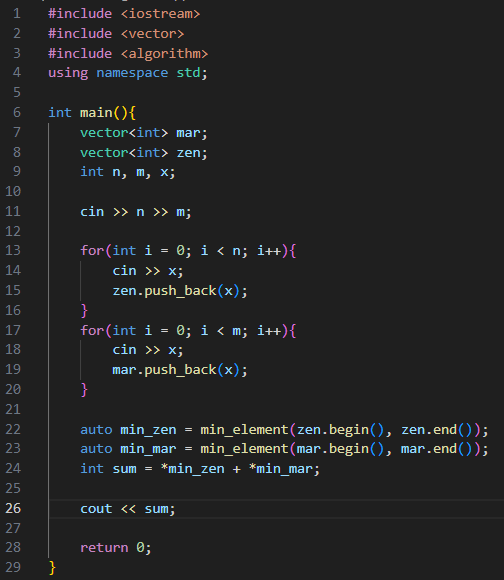 1 #include <iostream>
2 #include <vector>
3 #include <algorithm>
4 using namespace std;
5
6 int main(){
7     vector<int> mar;
8     vector<int> zen;
9     int n, m, x;
10
11     cin >> n >> m;
12
13     for(int i = 0; i < n; i++){
14         cin >> x;
15         zen.push_back(x);
16     }
17     for(int i = 0; i < m; i++){
18         cin >> x;
19         mar.push_back(x);
20     }
21
22     auto min_zen = min_element(zen.begin(), zen.end());
23     auto min_mar = min_element(mar.begin(), mar.end());
24     int sum = *min_zen + *min_mar;
25
26     cout << sum;
27
28     return 0;
29 }